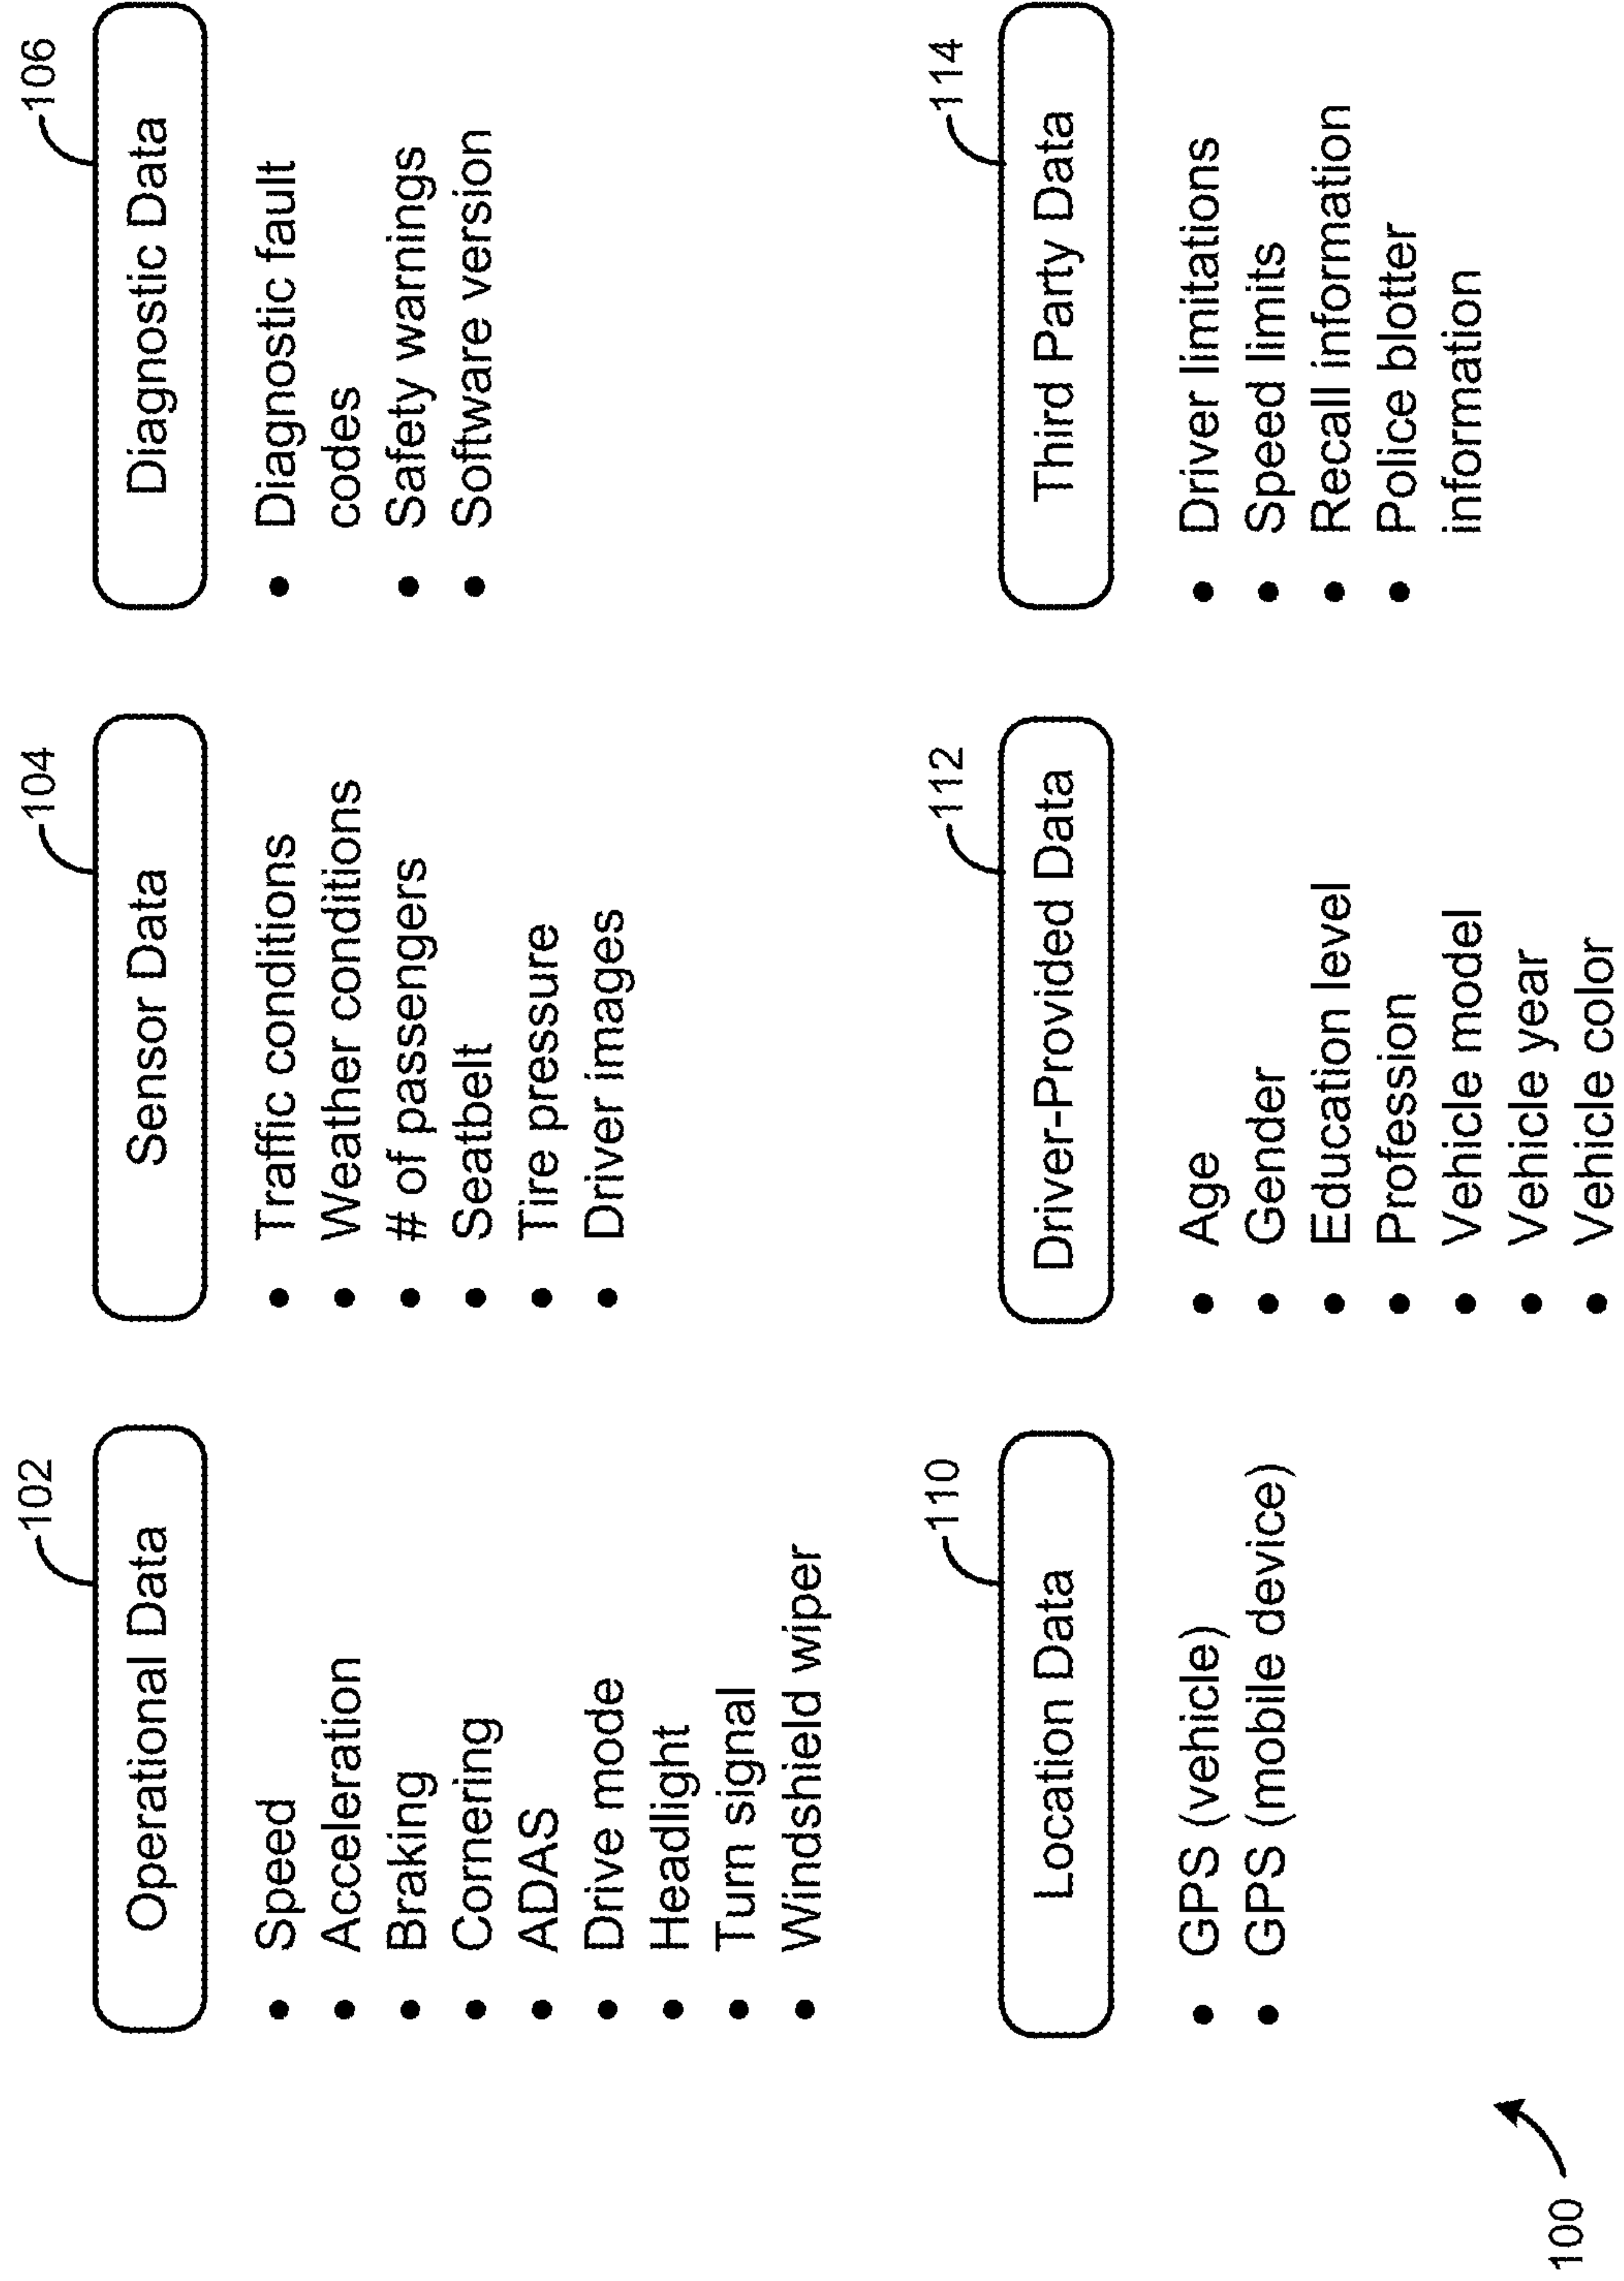 102
Operational Data
• Speed
• Acceleration
• Braking
• Cornering
• ADAS
• Drive mode
• Headlight
• Turn signal
• Windshield wiper
104
Sensor Data
• Traffic conditions
• Weather conditions
• # of passengers
• Seatbelt
• Tire pressure
• Driver images
106
Diagnostic Data
• Diagnostic fault
codes
• Safety warnings
• Software version
110
Location Data
• GPS (vehicle)
• GPS (mobile device)
112
Driver-Provided Data
• Age
• Gender
• Education level
• Profession
• Vehicle model
• Vehicle year
• Vehicle color
114
Third Party Data
• Driver limitations
• Speed limits
• Recall information
• Police blotter
information
100